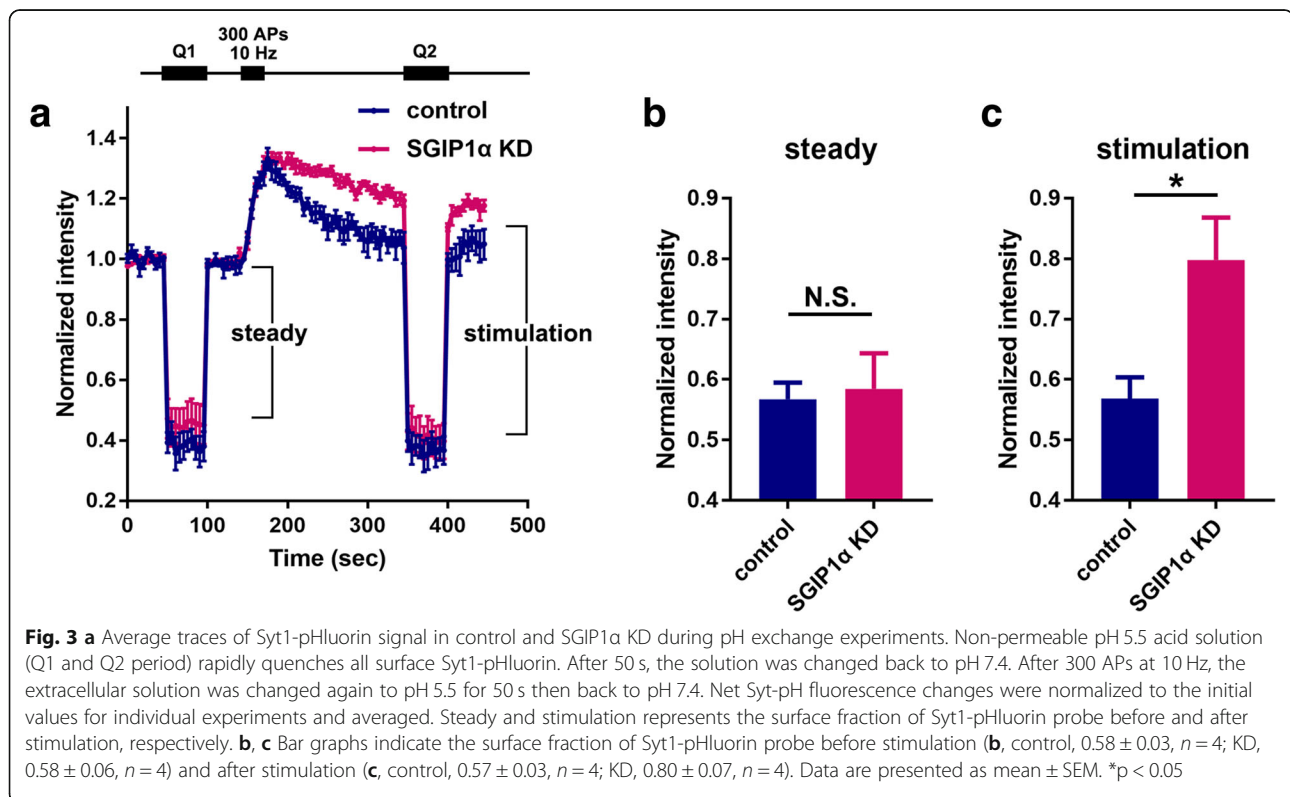 300 APs
10 Hz
Q1
Q2
a
control
SGIP1α KD
Normalized intensity
1.4
1.2
1.0
0.8
0.6
0.4
0.2
steady
stimulation
0
100
200
300
400
500
Time (sec)
b
steady
Normalized intensity
0.9
0.8
0.7
0.6
0.5
0.4
N.S.
control
SGIP1α KD
c
stimulation
*
Normalized intensity
0.9
0.8
0.7
0.6
0.5
0.4
control
SGIP1α KD
Fig. 3 a Average traces of Syt1-pHluorin signal in control and SGIP1α KD during pH exchange experiments. Non-permeable pH 5.5 acid solution
(Q1 and Q2 period) rapidly quenches all surface Syt1-pHluorin. After 50 s, the solution was changed back to pH 7.4. After 300 APs at 10 Hz, the
extracellular solution was changed again to pH 5.5 for 50 s then back to pH 7.4. Net Syt-pH fluorescence changes were normalized to the initial
values for individual experiments and averaged. Steady and stimulation represents the surface fraction of Syt1-pHluorin probe before and after
stimulation, respectively. b, c Bar graphs indicate the surface fraction of Syt1-pHluorin probe before stimulation (b, control, 0.58 ± 0.03, n = 4; KD,
0.58 ± 0.06, n = 4) and after stimulation (c, control, 0.57 ± 0.03, n = 4; KD, 0.80 ± 0.07, n = 4). Data are presented as mean ± SEM. *p < 0.05